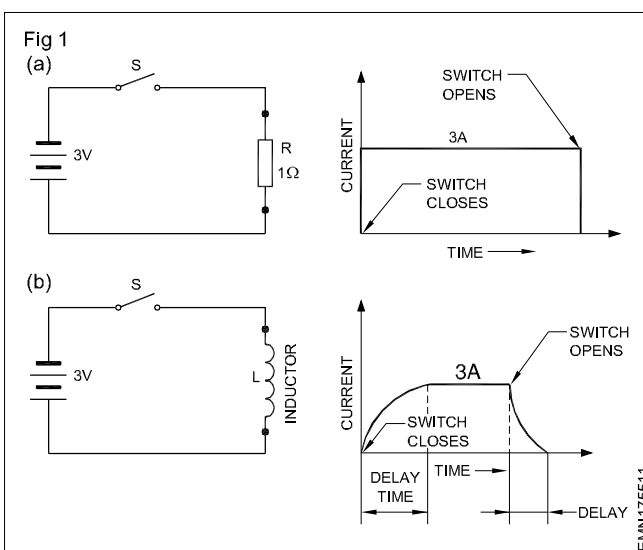 Fig 1
(a)
S
3V
R
1Ω
CURRENT
3A
SWITCH
OPENS
SWITCH
CLOSES
TIME
(b)
S
3V
L
INDUCTOR
CURRENT
3A
SWITCH
OPENS
SWITCH
CLOSES
DELAY
TIME
TIME
DELAY